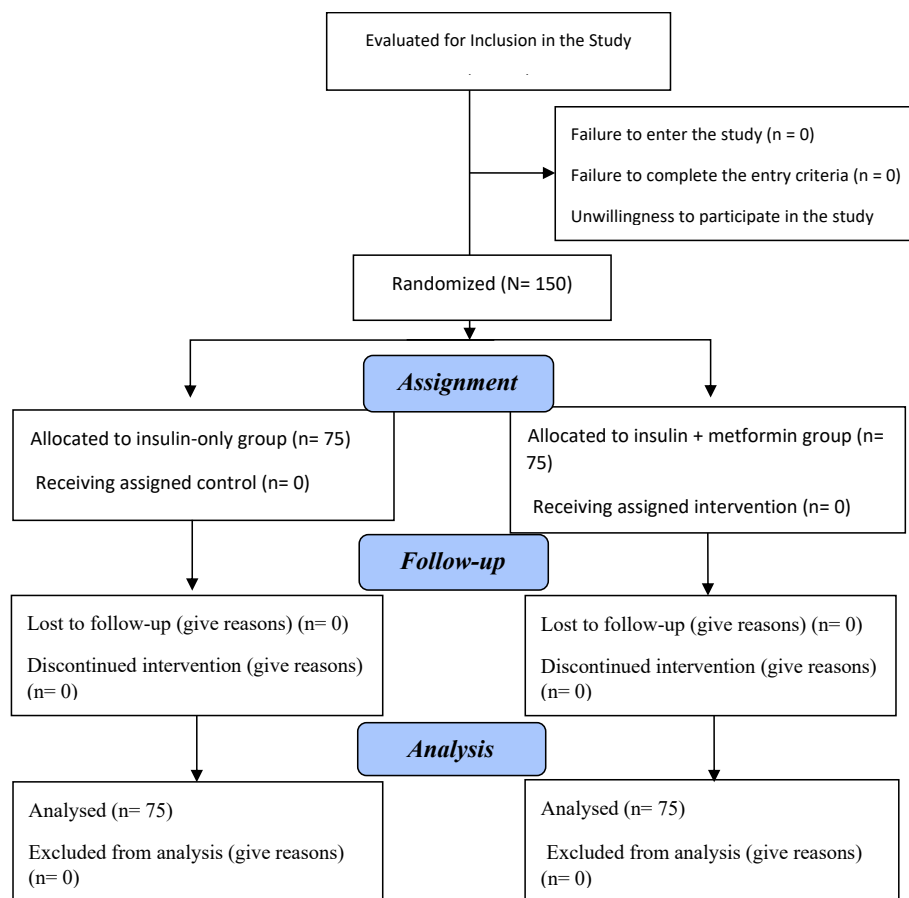 Evaluated for Inclusion in the Study
Failure to enter the study (n = 0)
Failure to complete the entry criteria (n = 0)
Unwillingness to participate in the study
Randomized (N= 150)
Assignment
Allocated to insulin-only group (n= 75)
Receiving assigned control (n= 0)
Allocated to insulin + metformin group (n=
75)
Receiving assigned intervention (n= 0)
Follow-up
Lost to follow-up (give reasons) (n= 0)
Discontinued intervention (give reasons)
(n= 0)
Lost to follow-up (give reasons) (n= 0)
Discontinued intervention (give reasons)
(n= 0)
Analysis
Analysed (n= 75)
Excluded from analysis (give reasons)
(n= 0)
Analysed (n= 75)
Excluded from analysis (give reasons)
(n= 0)